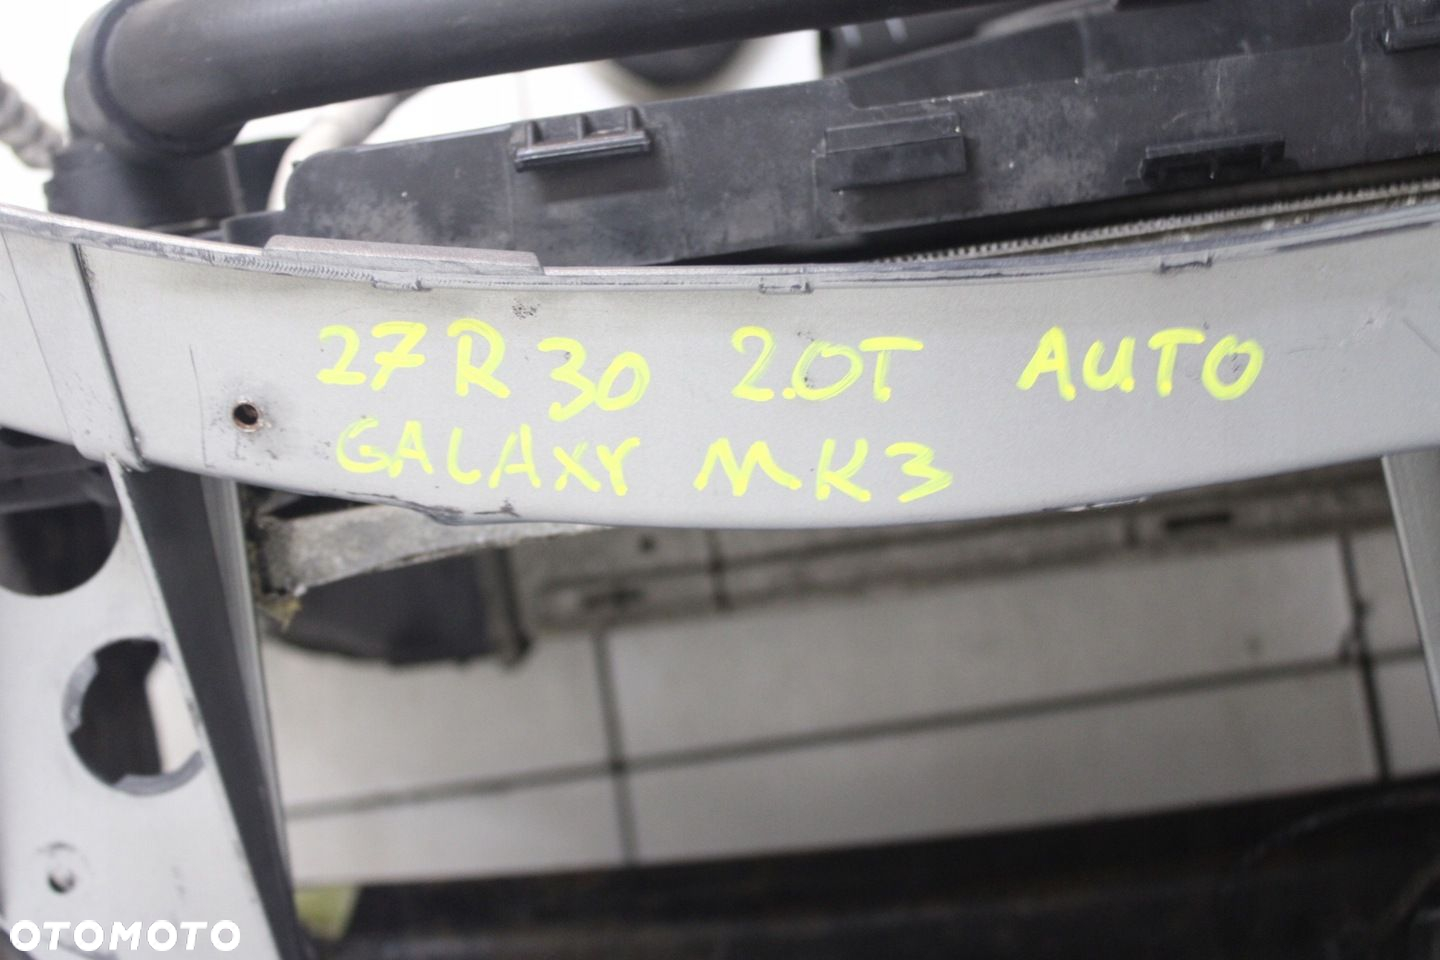 27R30 2.0T AUTO
GALAXY MK3
OTOMOTO